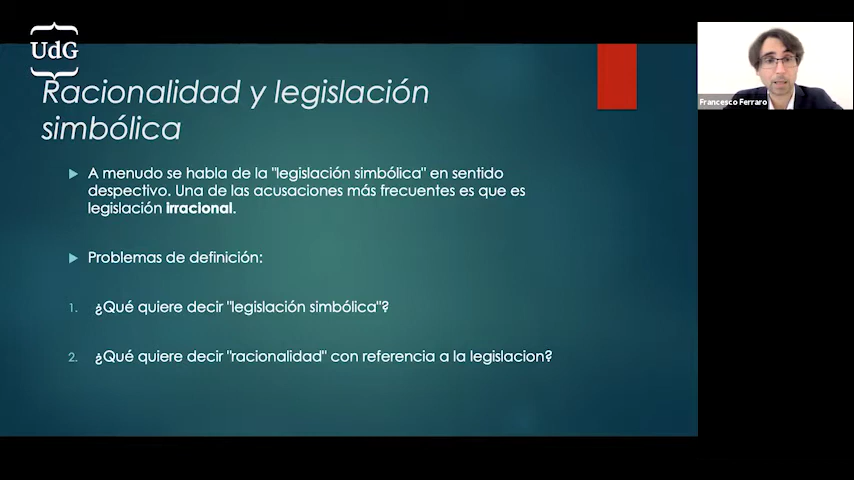 UdG
Racionalidad y legislación
simbólica
A menudo se habla de la "legislación simbólica" en sentido
despectivo. Una de las acusaciones más frecuentes es que es
legislación irracional.
Problemas de definición:
1. ¿Qué quiere decir "legislación simbólica"?
2. ¿Qué quiere decir "racionalidad" con referencia a la legislacion?
Francesco Ferraro